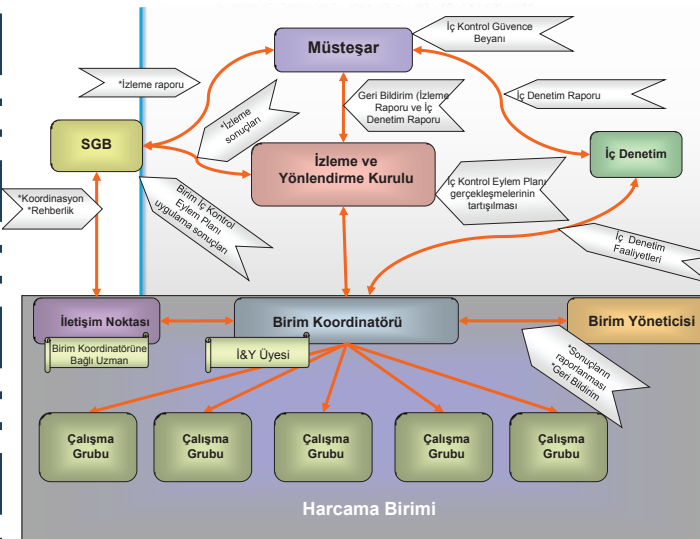 Müsteşar
İç Kontrol Güvence
Beyanı
*İzleme raporu
Geri Bildirim (İzleme
Raporu ve İç
Denetim Raporu
İç Denetim Raporu
*İzleme
sonuçları
SGB
İzleme ve
Yönlendirme Kurulu
İç Denetim
*Koordinasyon
*Rehberlik
Birim İç Kontrol
Eylem Planı
uygulama sonuçları
İç Kontrol Eylem Planı
gerçekleşmelerinin
tartışılması
İç Denetim
Faaliyetleri
İletişim Noktası
Birim Koordinatörü
Birim Yöneticisi
Birim Koordinatörüne
Bağlı Uzman
İ&Y Üyesi
*Sonuçların
raporlanması
*Geri Bildirim
Çalışma
Grubu
Çalışma
Grubu
Çalışma
Grubu
Çalışma
Grubu
Çalışma
Grubu
Harcama Birimi